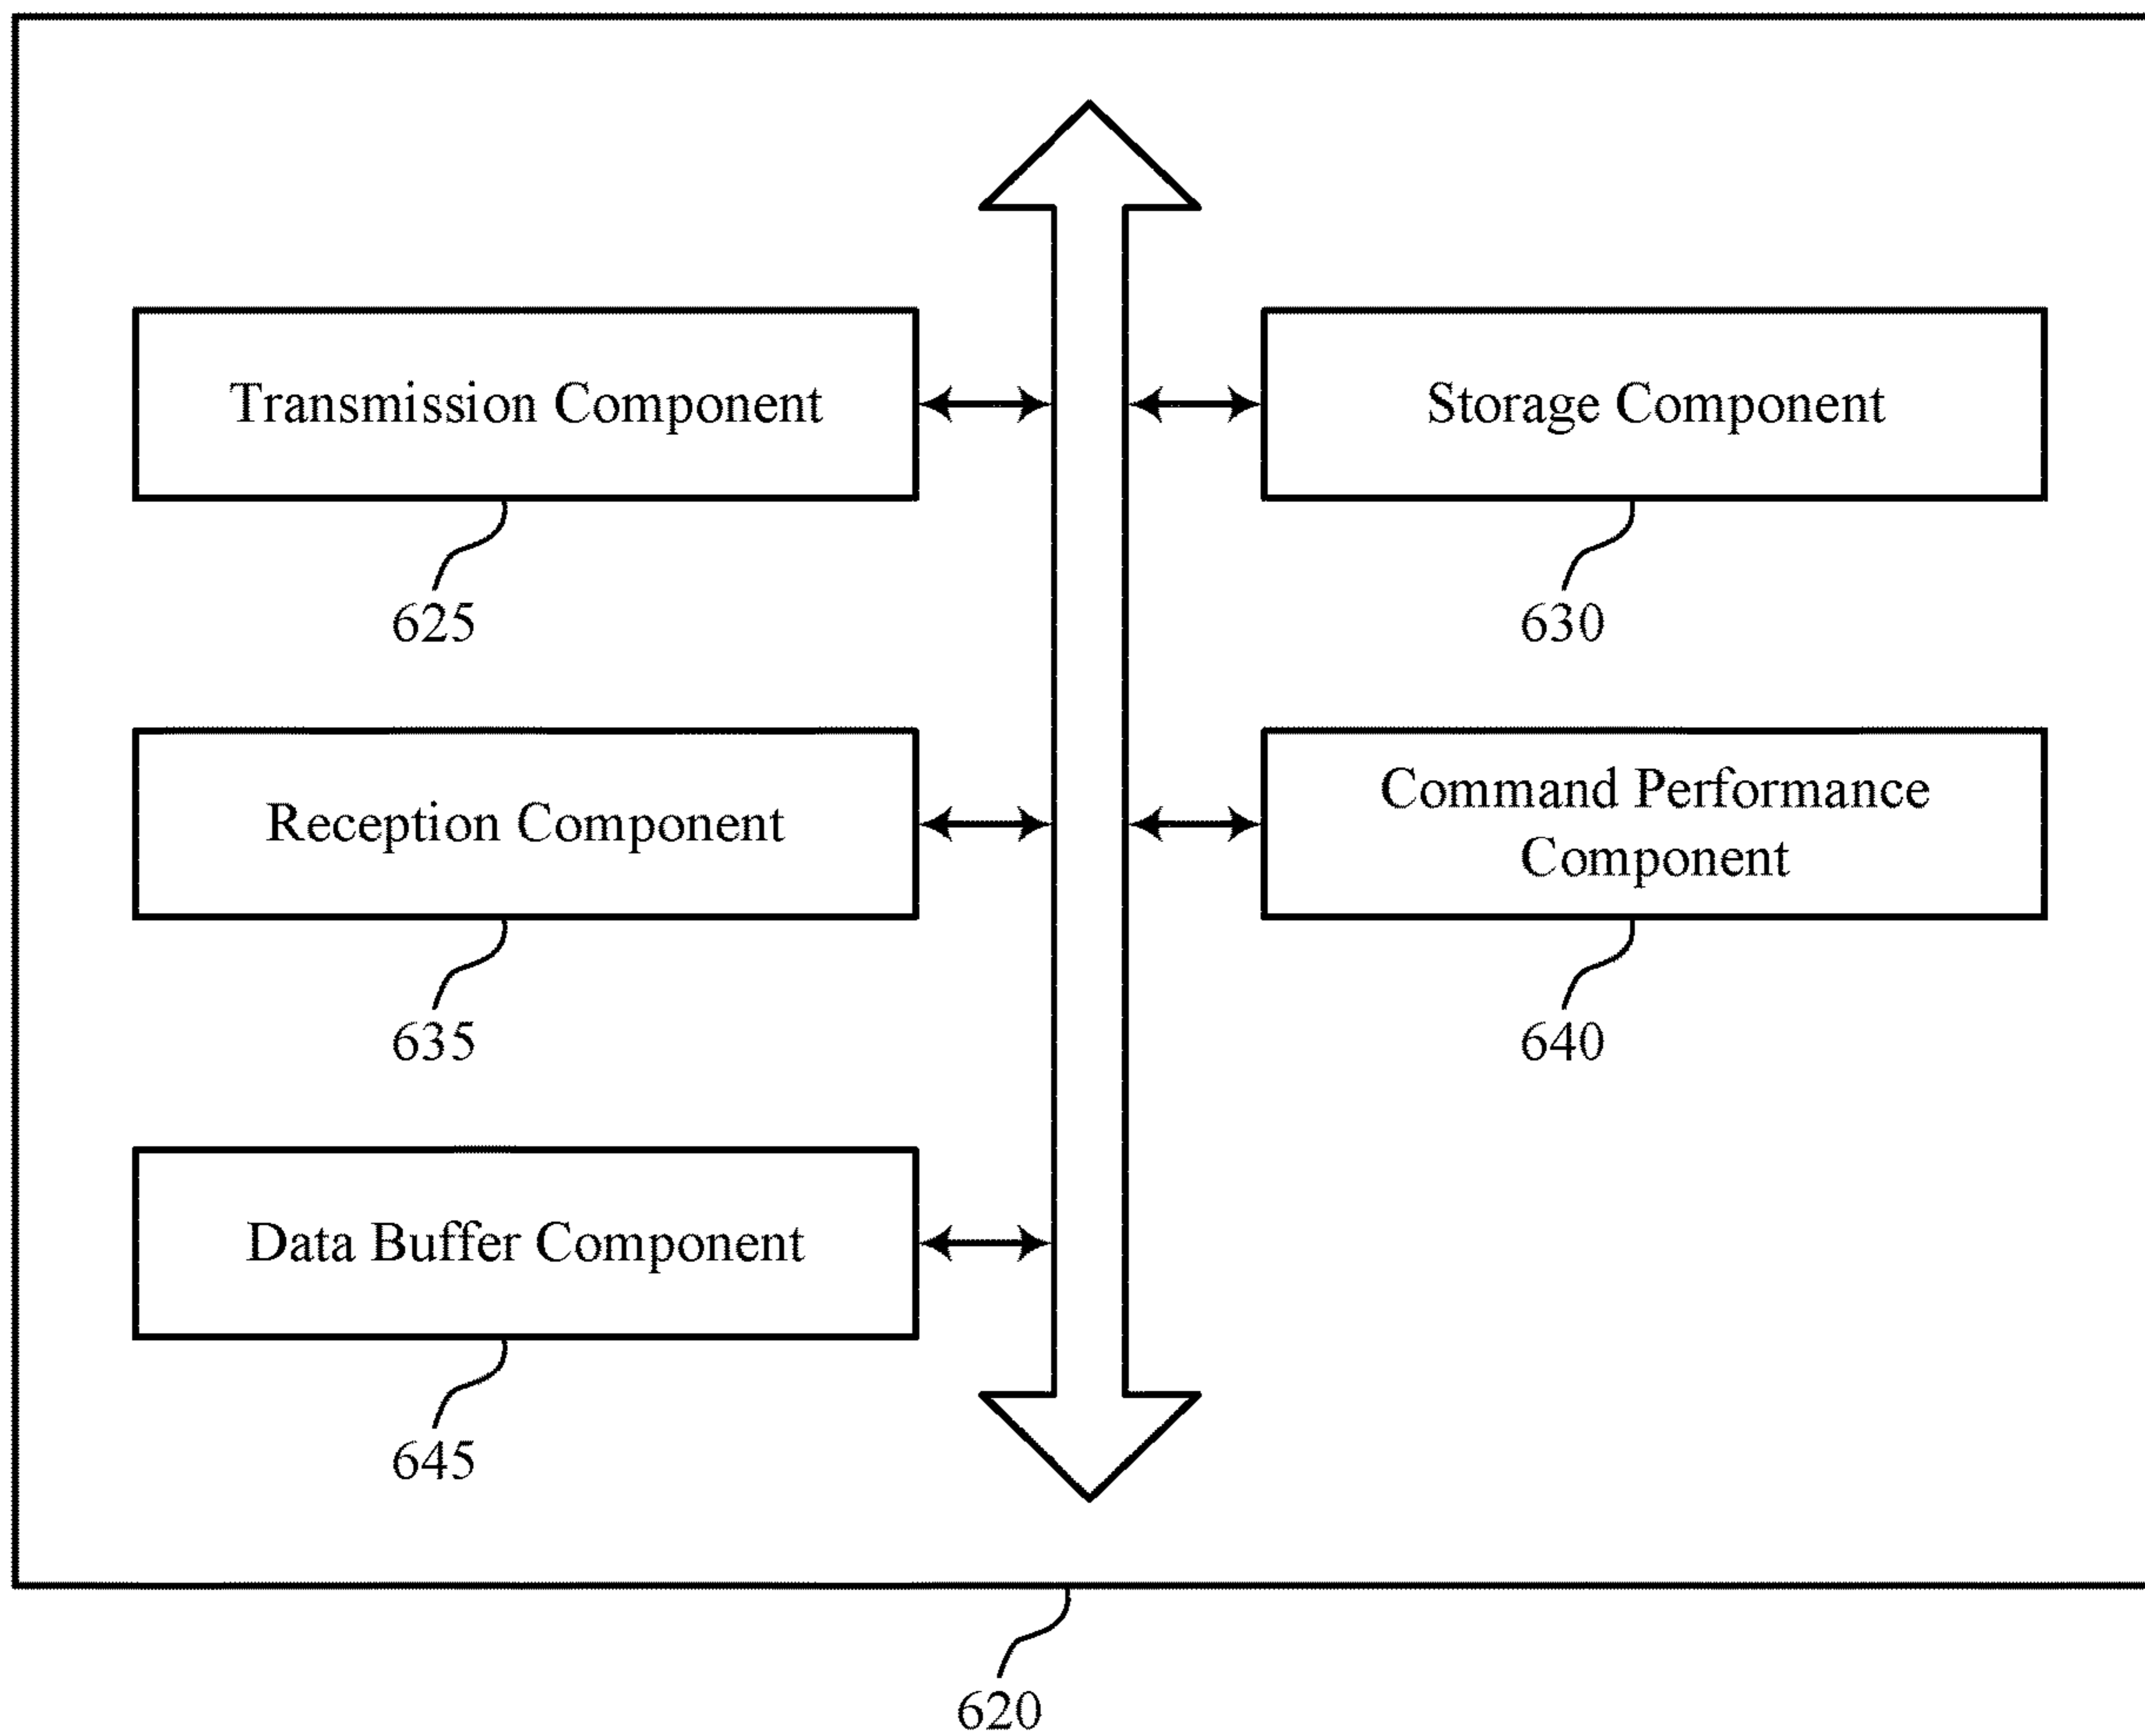 Transmission Component
Storage Component
625
630
Reception Component
Command Performance
Component
635
640
Data Buffer Component
645
620